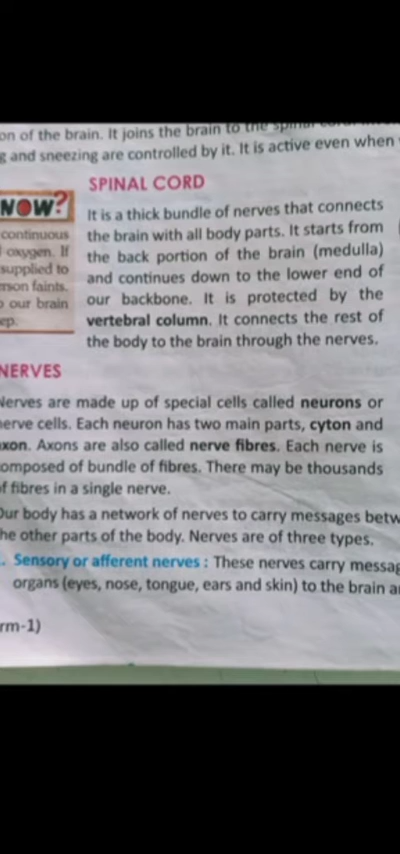 on of the brain. It joins the brain to the spinal
g and sneezing are controlled by it. It is active even when
SPINAL CORD
NOW?
continuous
oxygen. If
supplied to
rson faints.
o our brain
ep.
It is a thick bundle of nerves that connects
the brain with all body parts. It starts from
the back portion of the brain (medulla)
and continues down to the lower end of
our backbone. It is protected by the
vertebral column. It connects the rest of
the body to the brain through the nerves.
NERVES
Nerves are made up of special cells called neurons or
nerve cells. Each neuron has two main parts, cyton and
axon. Axons are also called nerve fibres. Each nerve is
composed of bundle of fibres. There may be thousands
of fibres in a single nerve.
Our body has a network of nerves to carry messages betw
the other parts of the body. Nerves are of three types.
. Sensory or afferent nerves : These nerves carry messag
organs (eyes, nose, tongue, ears and skin) to the brain a
rm-1)